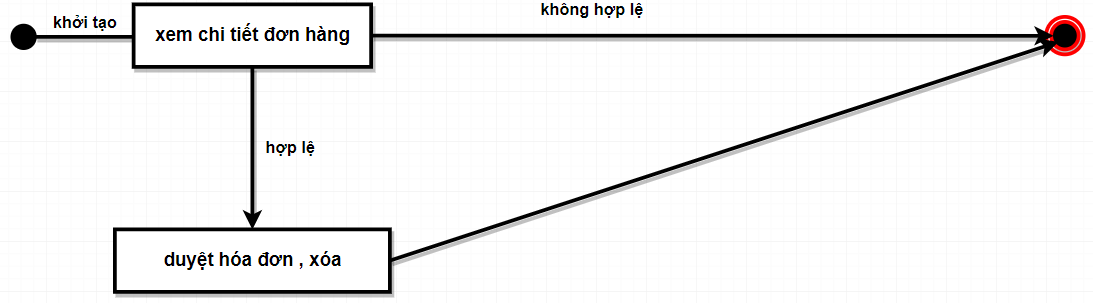 khởi tạo
xem chi tiết đơn hàng
không hợp lệ
hợp lệ
duyệt hóa đơn , xóa